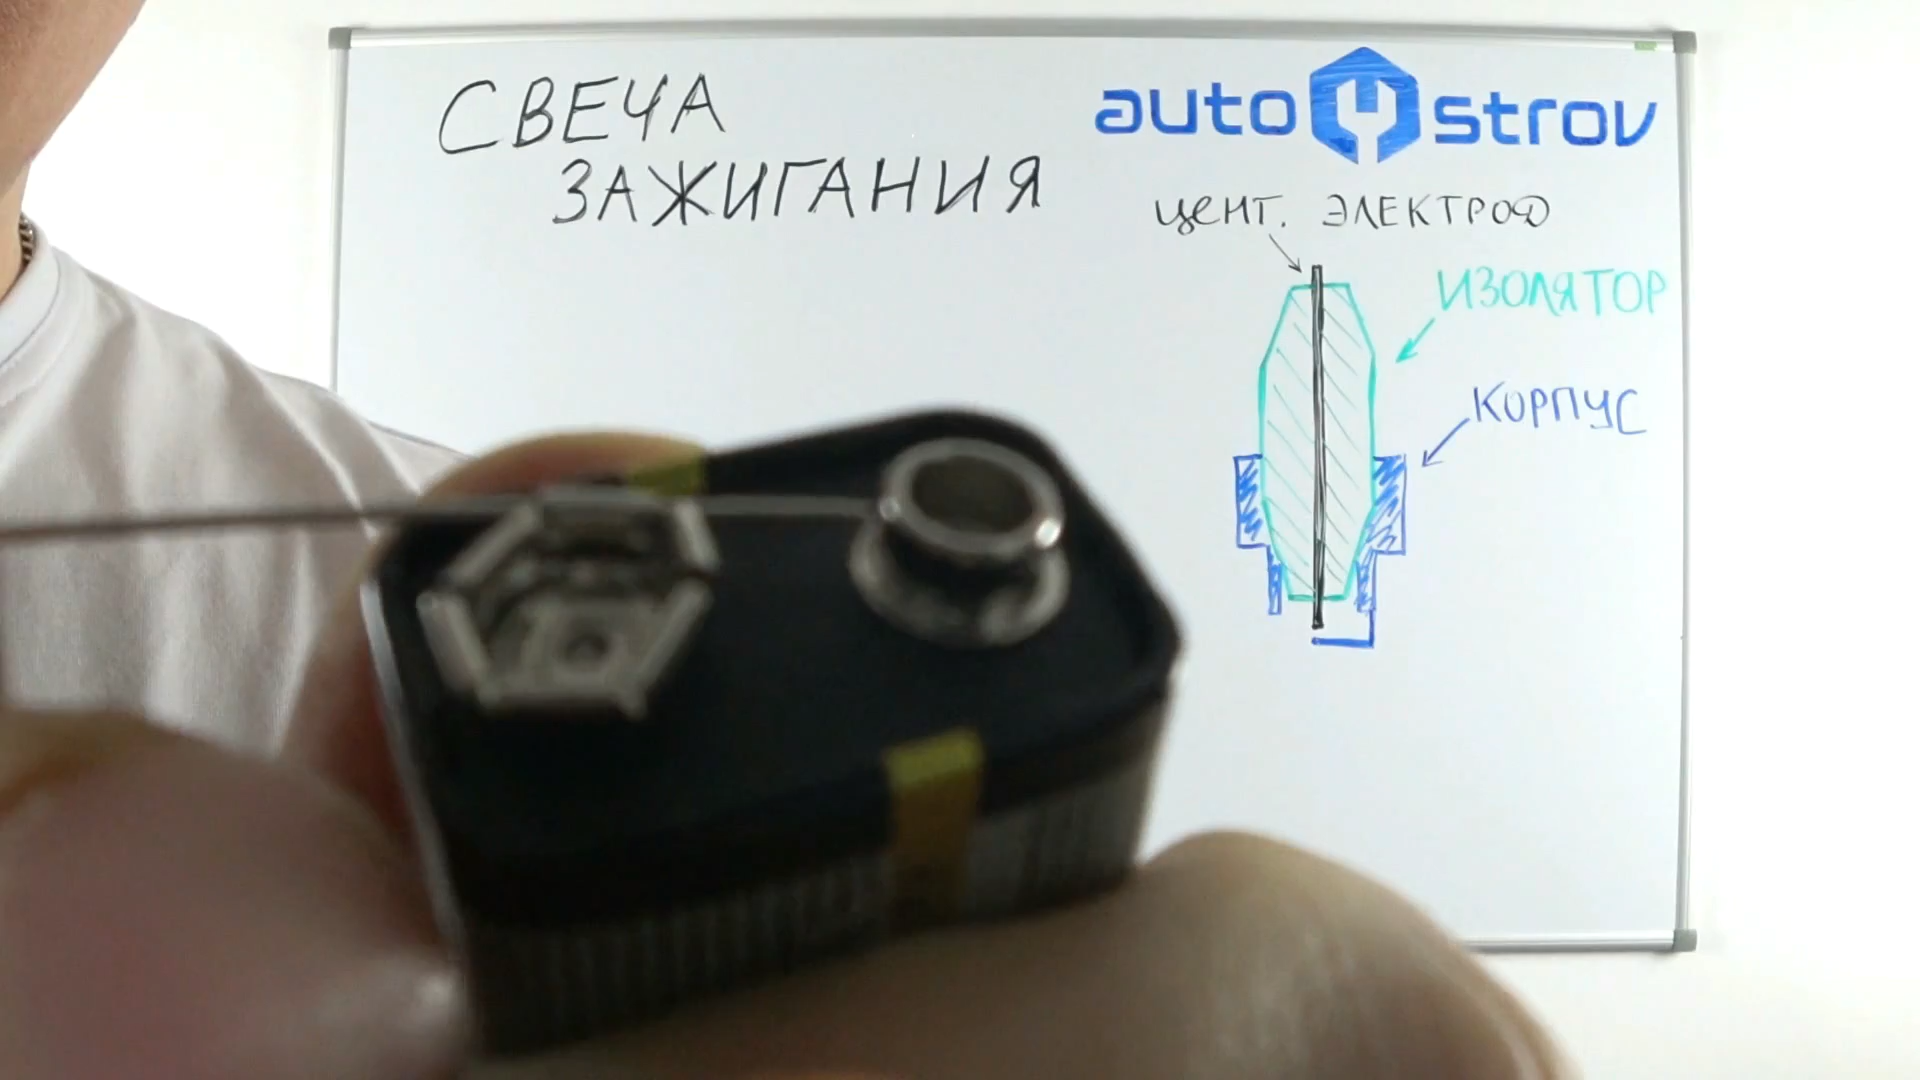 СВЕЧА
ЗАЖИГАНИЯ
auto strov
ЦЕНТ. ЭЛЕКТРОД
ИЗОЛЯТОР
КОРПУС